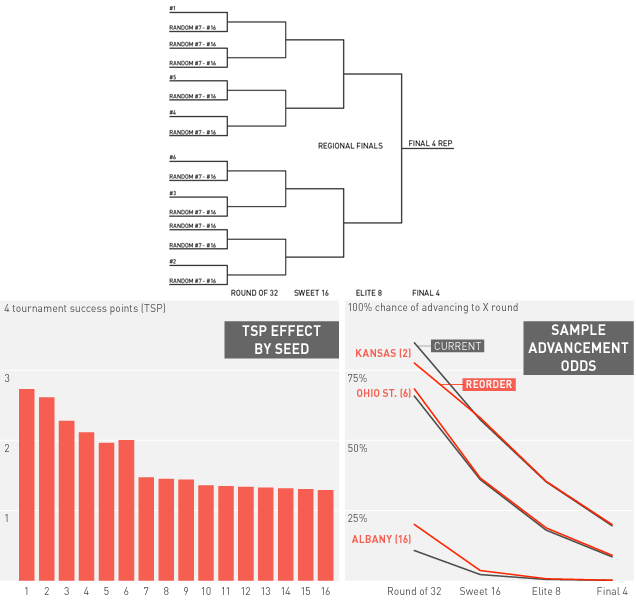 #1
RANDOM #7 - #16
RANDOM #7 - #16
RANDOM #7 - #16
#5
RANDOM #7 - #16
#4
RANDOM #7 - #16
REGIONAL FINALS
FINAL 4 REP
#6
RANDOM #7 - #16
#3
RANDOM #7 - #16
RANDOM #7 - #16
RANDOM #7 - #16
#2
RANDOM #7 - #16
ROUND OF 32 SWEET 16 ELITE 8 FINAL 4
4 tournament success points (TSP)
TSP EFFECT
BY SEED
3
2
1
1 2 3 4 5 6 7 8 9 10 11 12 13 14 15 16
100% chance of advancing to X round
SAMPLE
ADVANCEMENT
ODDS
CURRENT
KANSAS (2)
75%
REORDER
OHIO ST. (6)
50%
25%
ALBANY (16)
Round of 32 Sweet 16 Elite 8 Final 4